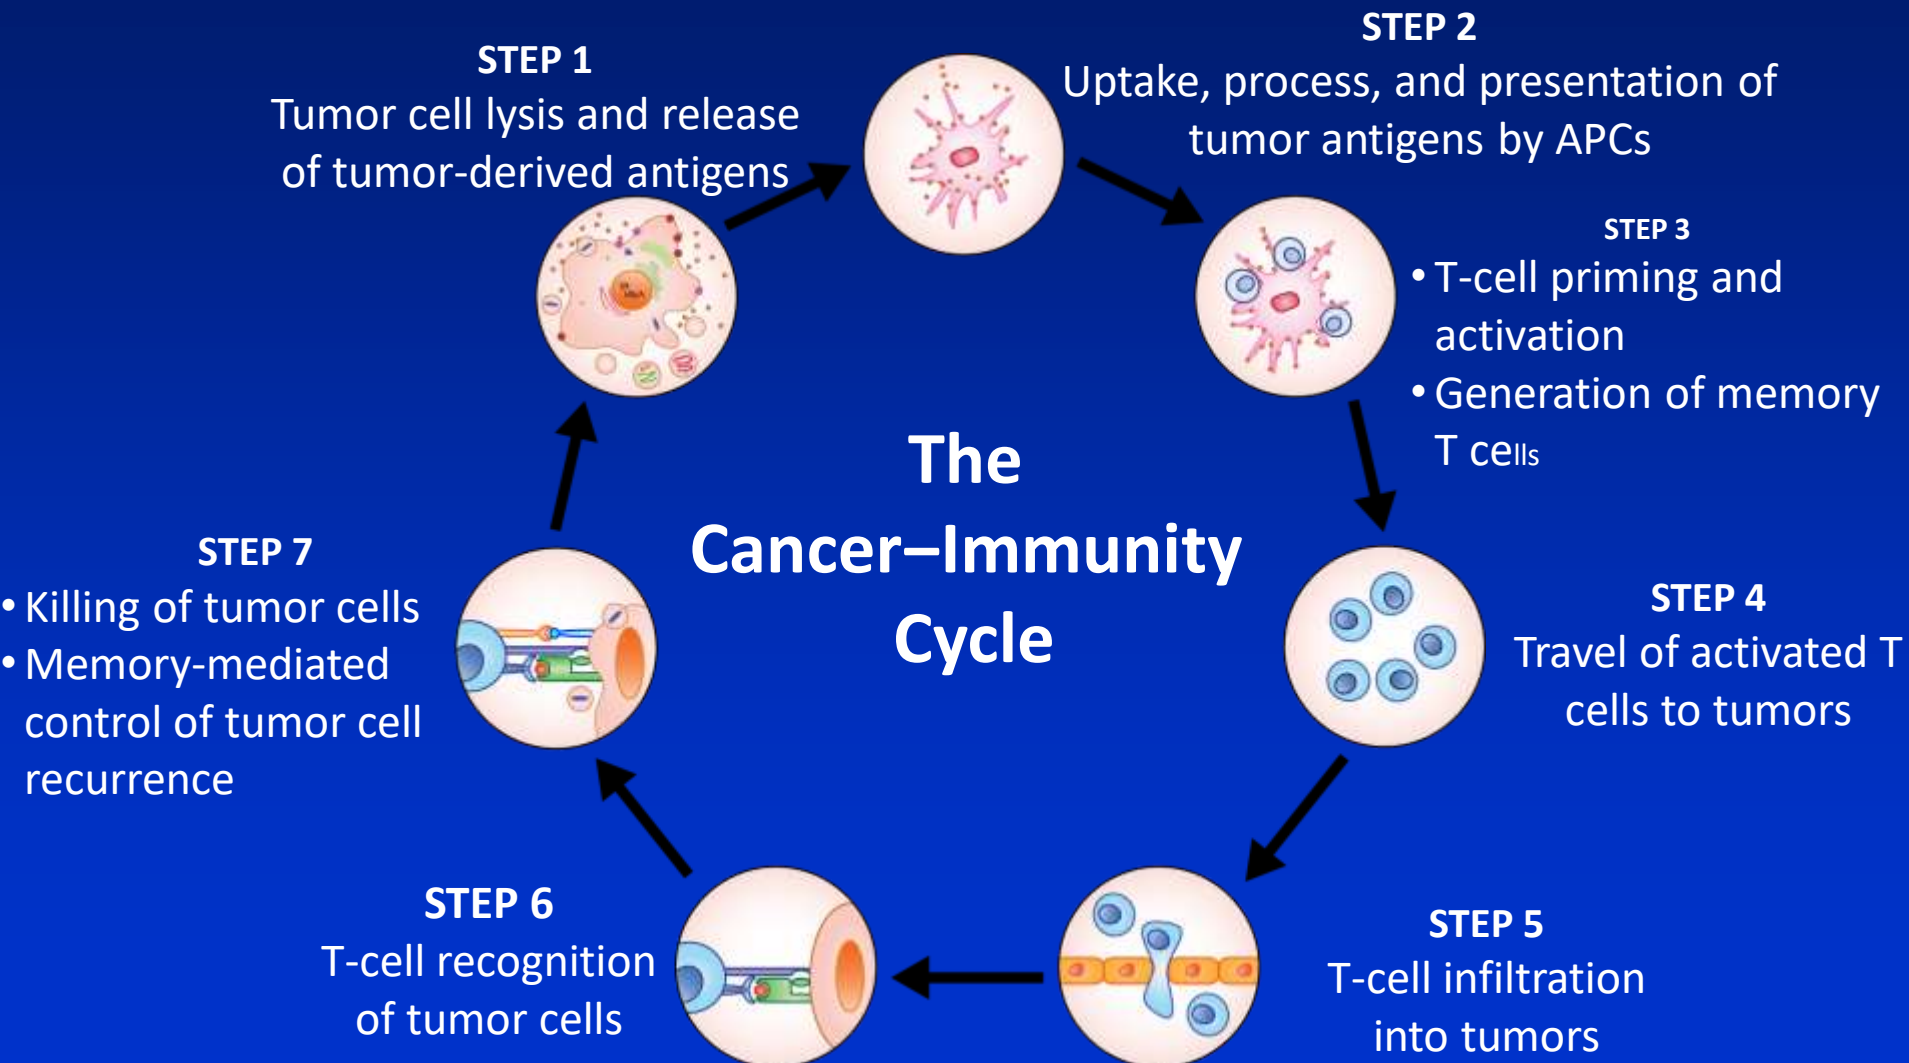 STEP 1
Tumor cell lysis and release
of tumor-derived antigens
STEP 2
Uptake, process, and presentation of
tumor antigens by APCs
STEP 3
• T-cell priming and
activation
• Generation of memory
T cells
The
Cancer–Immunity
Cycle
STEP 4
Travel of activated T
cells to tumors
STEP 5
T-cell infiltration
into tumors
STEP 6
T-cell recognition
of tumor cells
STEP 7
• Killing of tumor cells
• Memory-mediated
control of tumor cell
recurrence